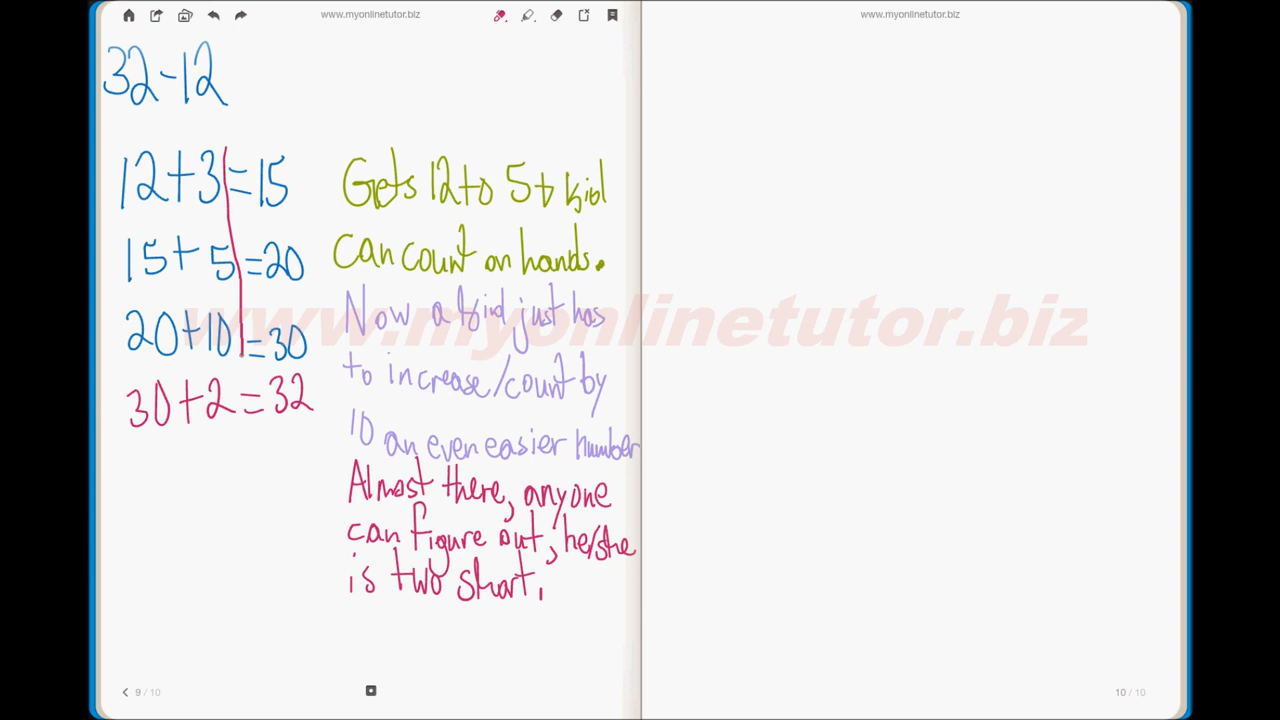 www.myonlinetutor.biz
www.myonlinetutor.biz
32-12
12+3=15
15+5=20
20+10=30
30+2=32
Gets 12 to 5 & kid
can count on hands.
Now a kid just has
to increase/count by
10 an even easier number
Almost there, anyone
can figure out, he/she
is two short.
www.myonlinetutor.biz
9 / 10
10 / 10